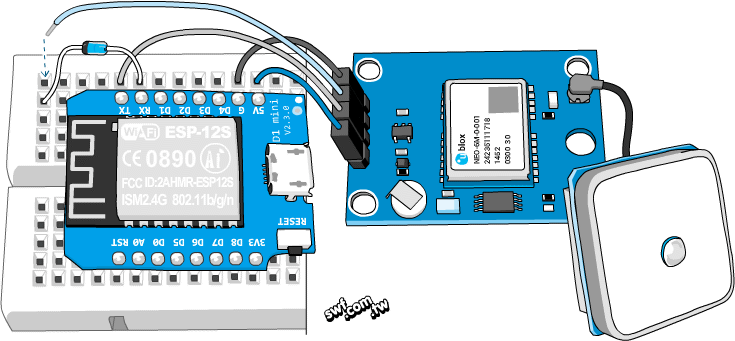 TX RX D1 D2 D3 D4 G 5V
D1 mini
V2.3.0
WiFi ESP-12S
CE 0890
FCC ID:2AHMR-ESP12S
ISM2.4G 802.11b/g/n
RESET
RST A0 D0 D5 D6 D7 D8 3V3
blox
NEO-6M-0-001
24236111718
1452
0300 30
swf.com.tw